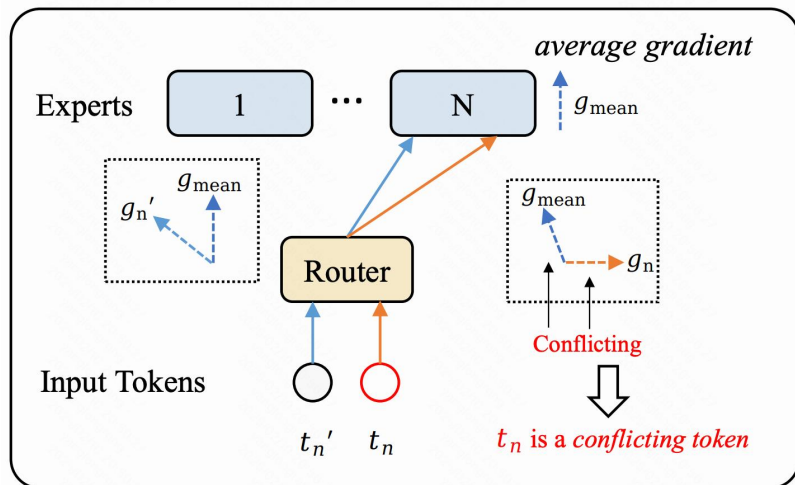 average gradient
Experts
1
...
N
g_mean
g_n'
g_mean
g_mean
g_n
Router
Conflicting
Input Tokens
t_n'
t_n
t_n is a conflicting token